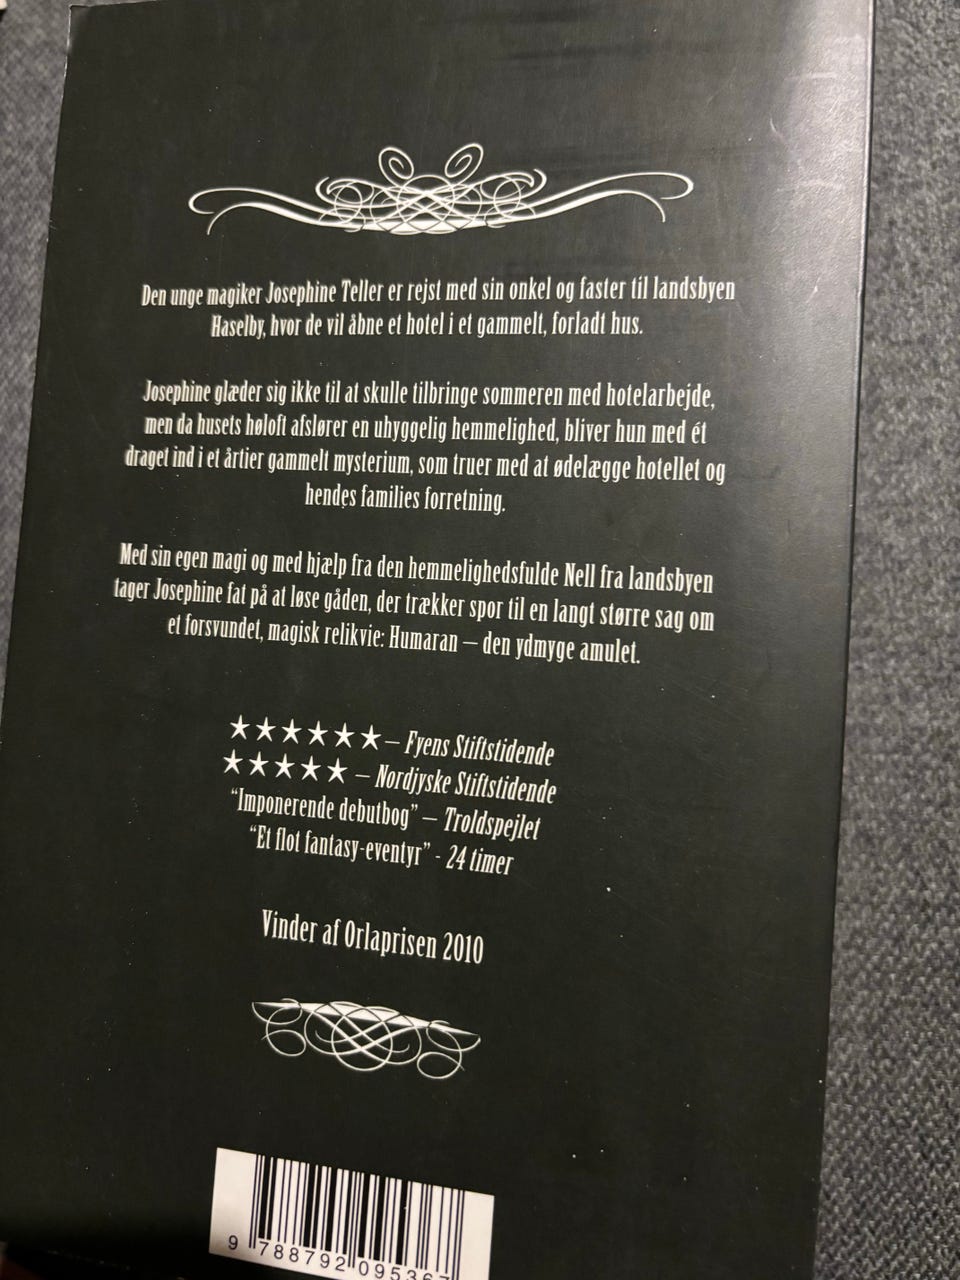 Den unge magiker Josephine Teller er rejst med sin onkel og faster til landsbyen
Haselby, hvor de vil åbne et hotel i et gammelt, forladt hus.
Josephine glæder sig ikke til at skulle tilbringe sommeren med hotelarbejde,
men da husets høloft afslører en uhyggelig hemmelighed, bliver hun med ét
draget ind i et årtier gammelt mysterium, som truer med at ødelægge hotellet og
hendes families forretning.
Med sin egen magi og med hjælp fra den hemmelighedsfulde Nell fra landsbyen
tager Josephine fat på at løse gåden, der trækker spor til en langt større sag om
et forsvundet, magisk relikvie: Humaran – den ydmyge amulet.
★★★★★★ – Fyens Stiftstidende
★★★★★ – Nordjyske Stiftstidende
“Imponerende debutbog” – Troldspejlet
“Et flot fantasy-eventyr” - 24 timer
Vinder af Orlaprisen 2010
9 788792 095367